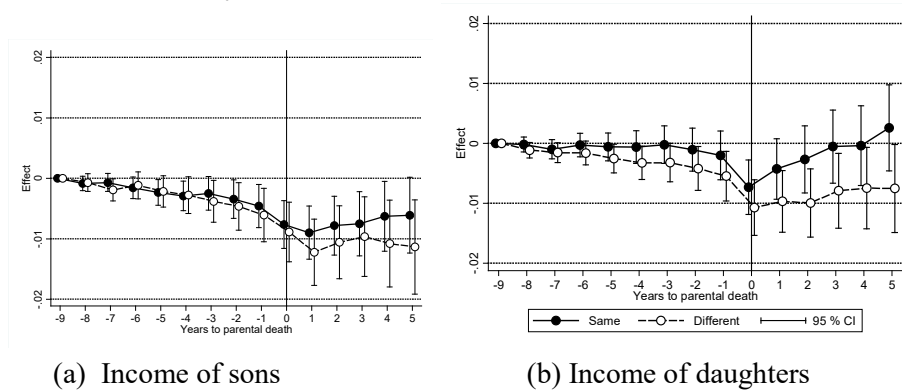 .02
.01
0
-.01
-.02
Effect
-9 -8 -7 -6 -5 -4 -3 -2 -1 0 1 2 3 4 5
Years to parental death
(a) Income of sons
.02
.01
0
-.01
-.02
Effect
-9 -8 -7 -6 -5 -4 -3 -2 -1 0 1 2 3 4 5
Years to parental death
Same Different 95 % CI
(b) Income of daughters